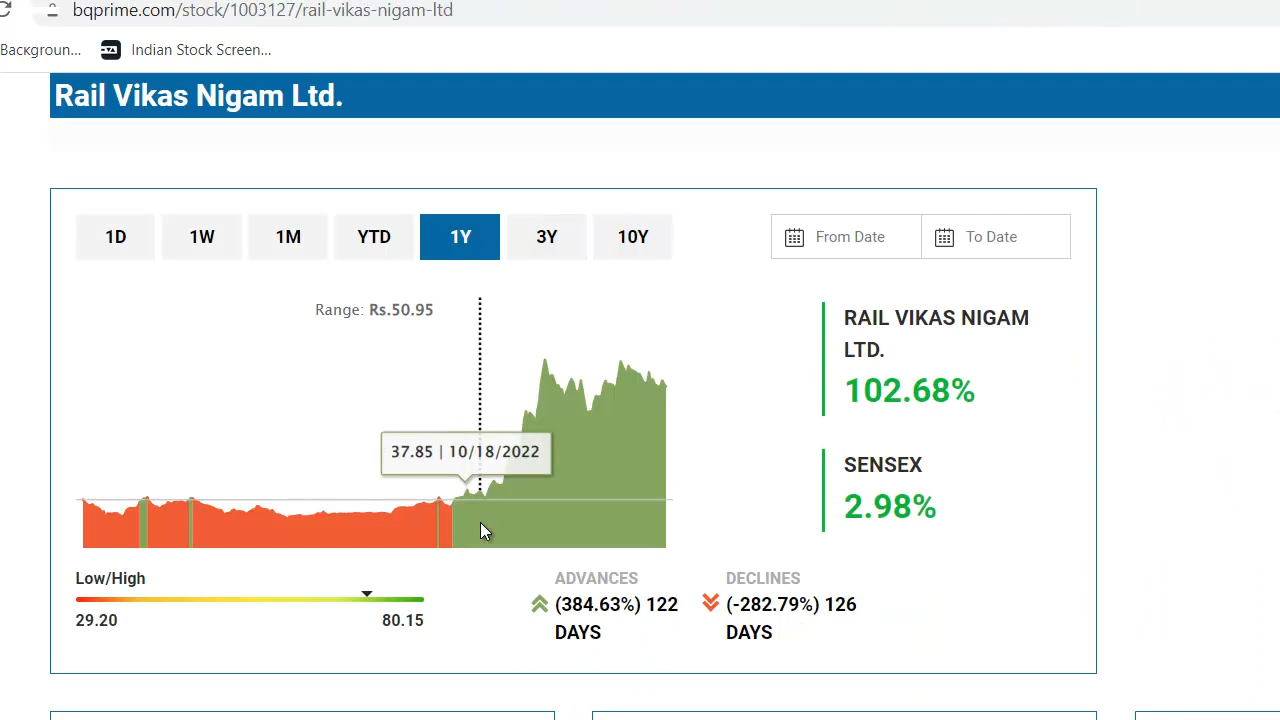 bqprime.com/stock/1003127/rail-vikas-nigam-ltd
Backgroun...
Indian Stock Screen...
Rail Vikas Nigam Ltd.
1D
1W
1M
YTD
1Y
3Y
10Y
From Date
To Date
Range: Rs.50.95
37.85 | 10/18/2022
RAIL VIKAS NIGAM
LTD.
102.68%
SENSEX
2.98%
Low/High
29.20
80.15
ADVANCES
(384.63%) 122
DAYS
DECLINES
(-282.79%) 126
DAYS